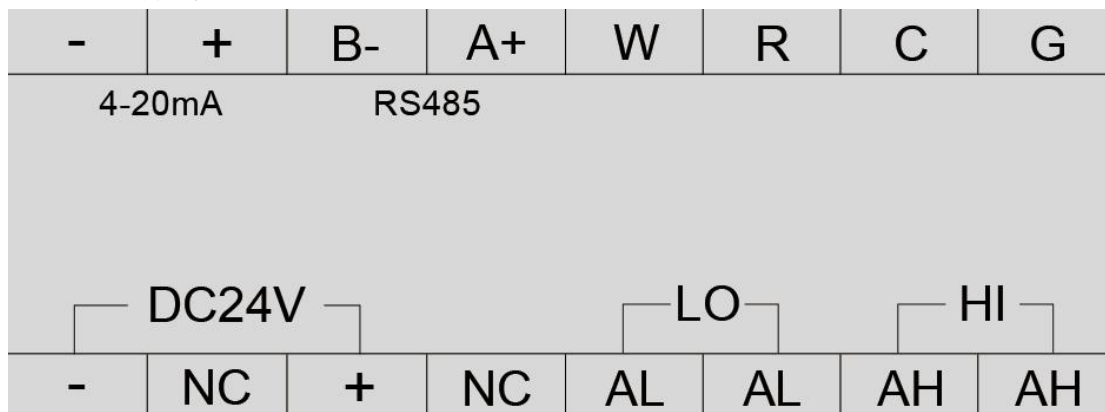 - + B- A+ W R C G
4-20mA RS485
DC24V LO HI
- NC + NC AL AL AH AH